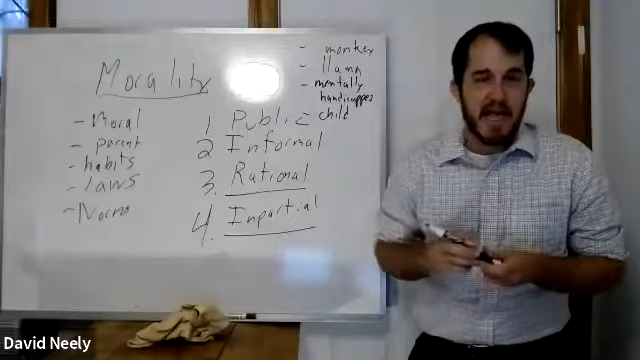 Morality
- Moral
- parent
- habits
- laws
- Norms
1 Public
2 Informal
3. Rational
4. Inpartial
- monkey
- llama
- mentally
handicapped
- child
David Neely